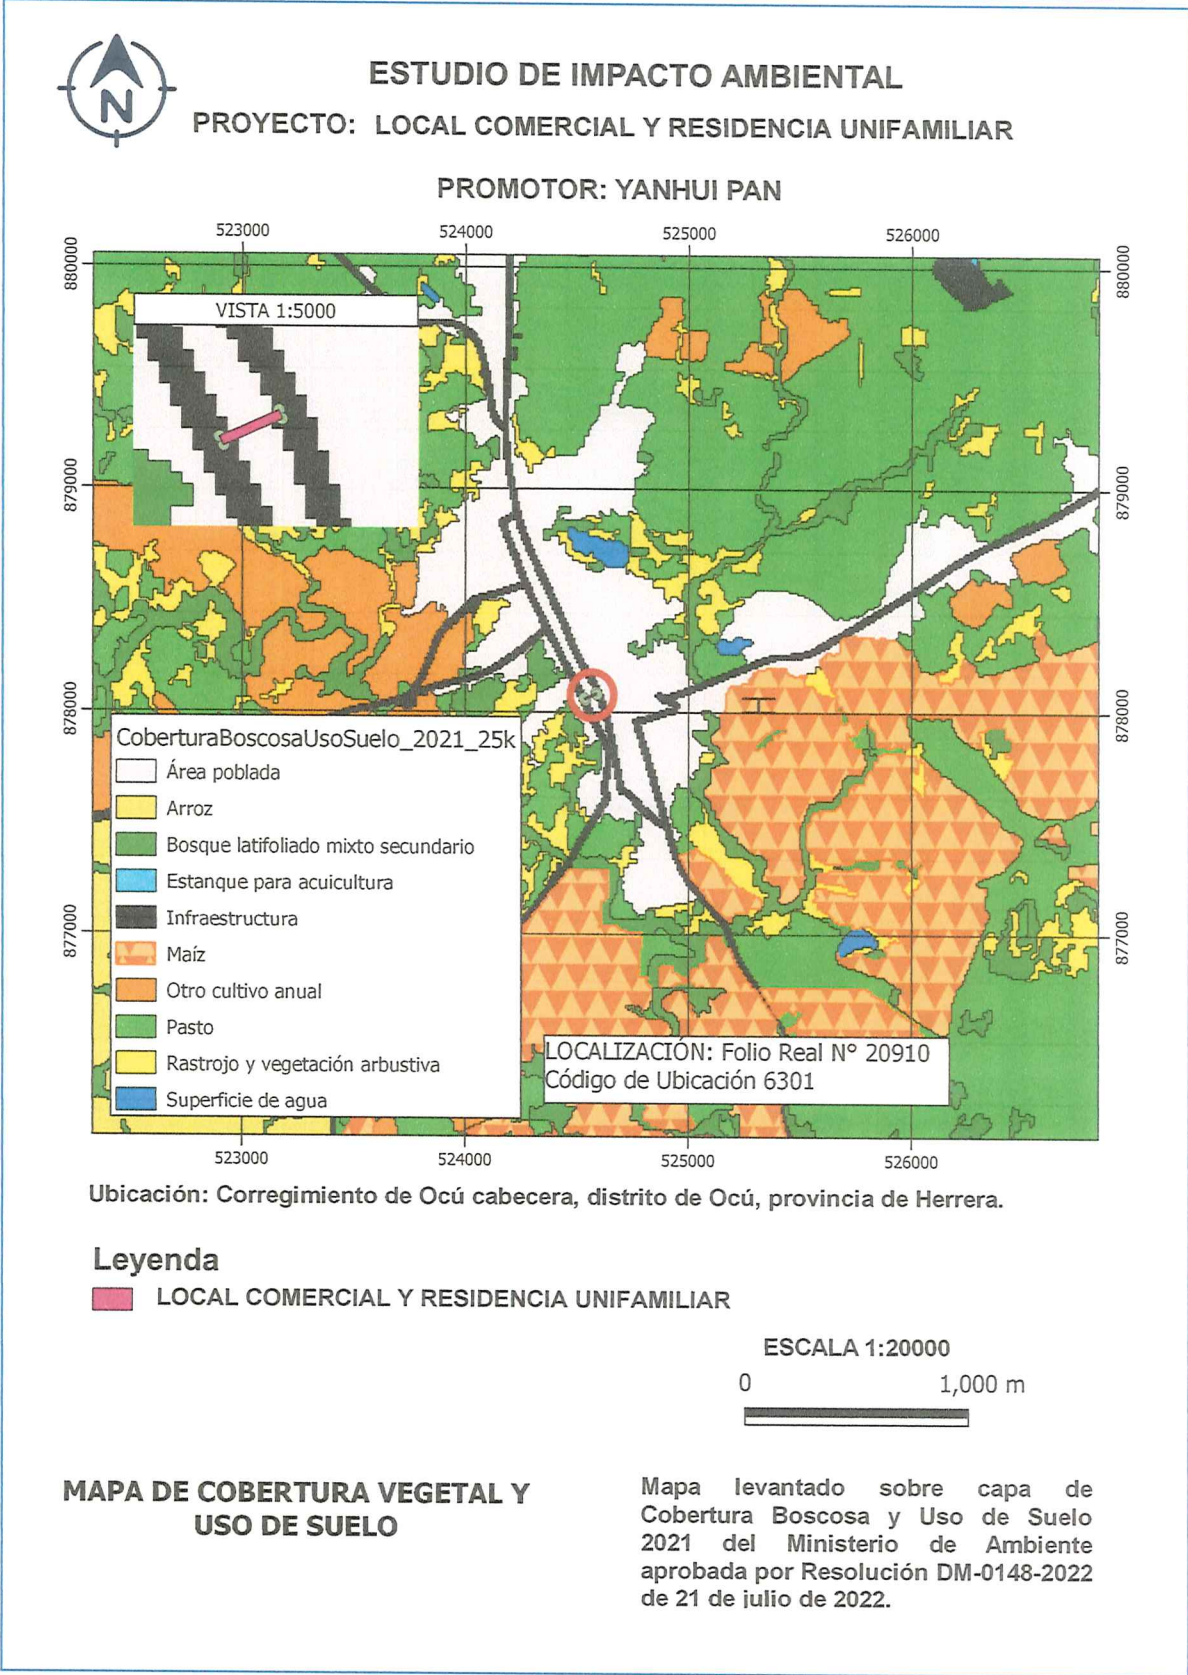 N
ESTUDIO DE IMPACTO AMBIENTAL
PROYECTO: LOCAL COMERCIAL Y RESIDENCIA UNIFAMILIAR
PROMOTOR: YANHUI PAN
523000
524000
525000
526000
880000
880000
VISTA 1:5000
879000
879000
878000
878000
CoberturaBoscosaUsoSuelo_2021_25k
Área poblada
Arroz
Bosque latifoliado mixto secundario
Estanque para acuicultura
Infraestructura
Maíz
Otro cultivo anual
Pasto
Rastrojo y vegetación arbustiva
Superficie de agua
877000
877000
LOCALIZACIÓN: Folio Real N° 20910
Código de Ubicación 6301
523000
524000
525000
526000
Ubicación: Corregimiento de Ocú cabecera, distrito de Ocú, provincia de Herrera.
Leyenda
LOCAL COMERCIAL Y RESIDENCIA UNIFAMILIAR
ESCALA 1:20000
0 1,000 m
MAPA DE COBERTURA VEGETAL Y
USO DE SUELO
Mapa levantado sobre capa de
Cobertura Boscosa y Uso de Suelo
2021 del Ministerio de Ambiente
aprobada por Resolución DM-0148-2022
de 21 de julio de 2022.